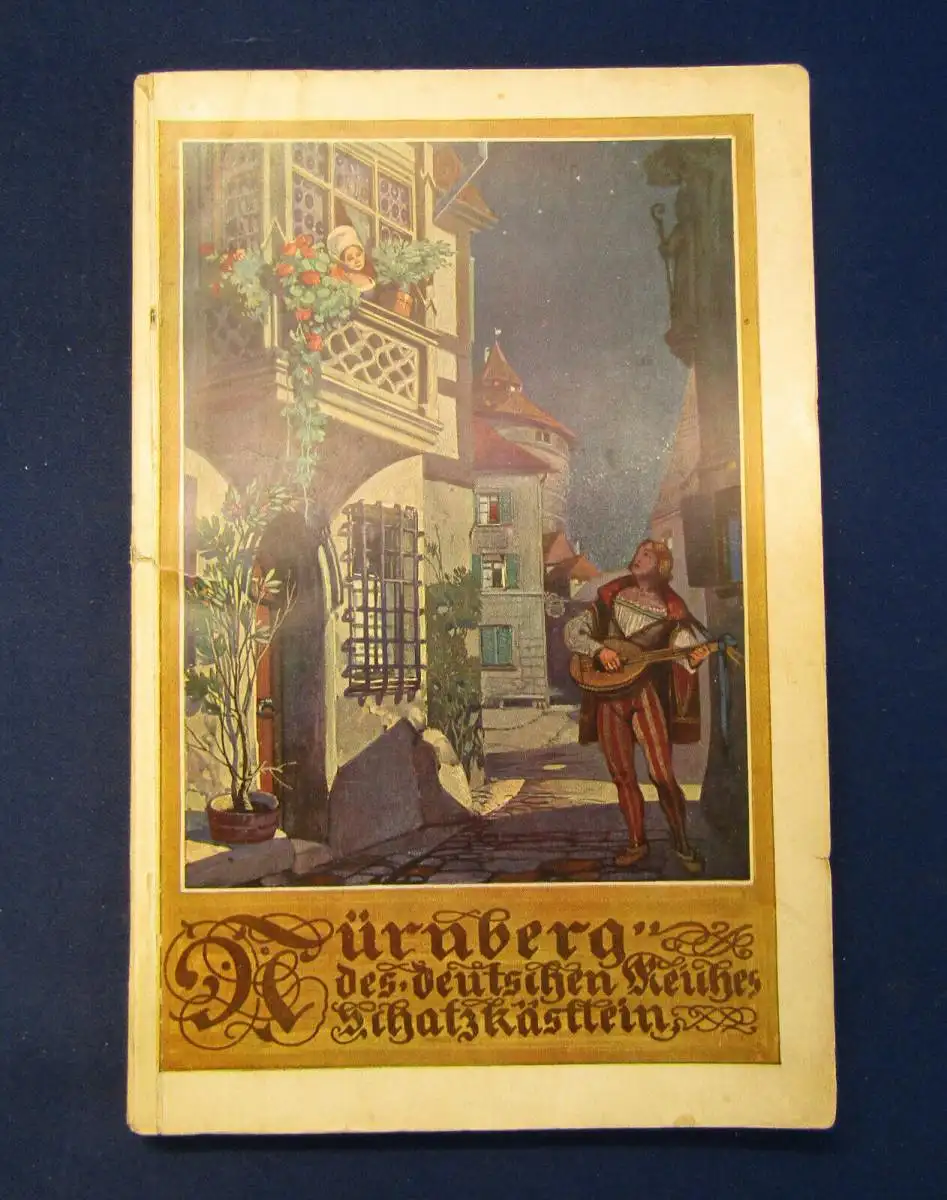 Nürnberg"
des deutschen Reiches
Schatzkästlein